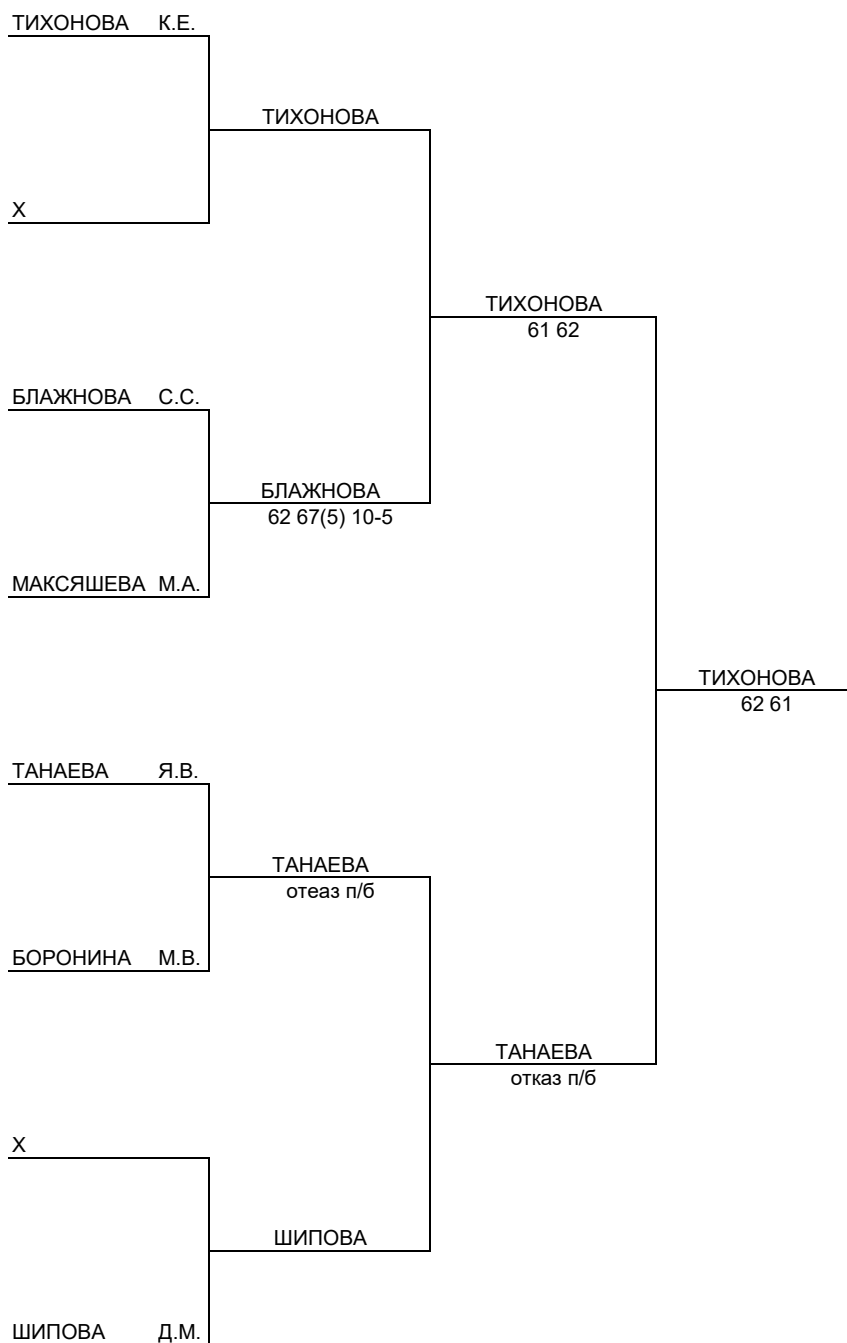 ТИХОНОВА К.Е.
ТИХОНОВА
Х
ТИХОНОВА
61 62
БЛАЖНОВА С.С.
БЛАЖНОВА
62 67(5) 10-5
МАКСЯШЕВА М.А.
ТИХОНОВА
62 61
ТАНАЕВА Я.В.
ТАНАЕВА
отеаз п/б
БОРОНИНА М.В.
ТАНАЕВА
отказ п/б
Х
ШИПОВА
ШИПОВА Д.М.